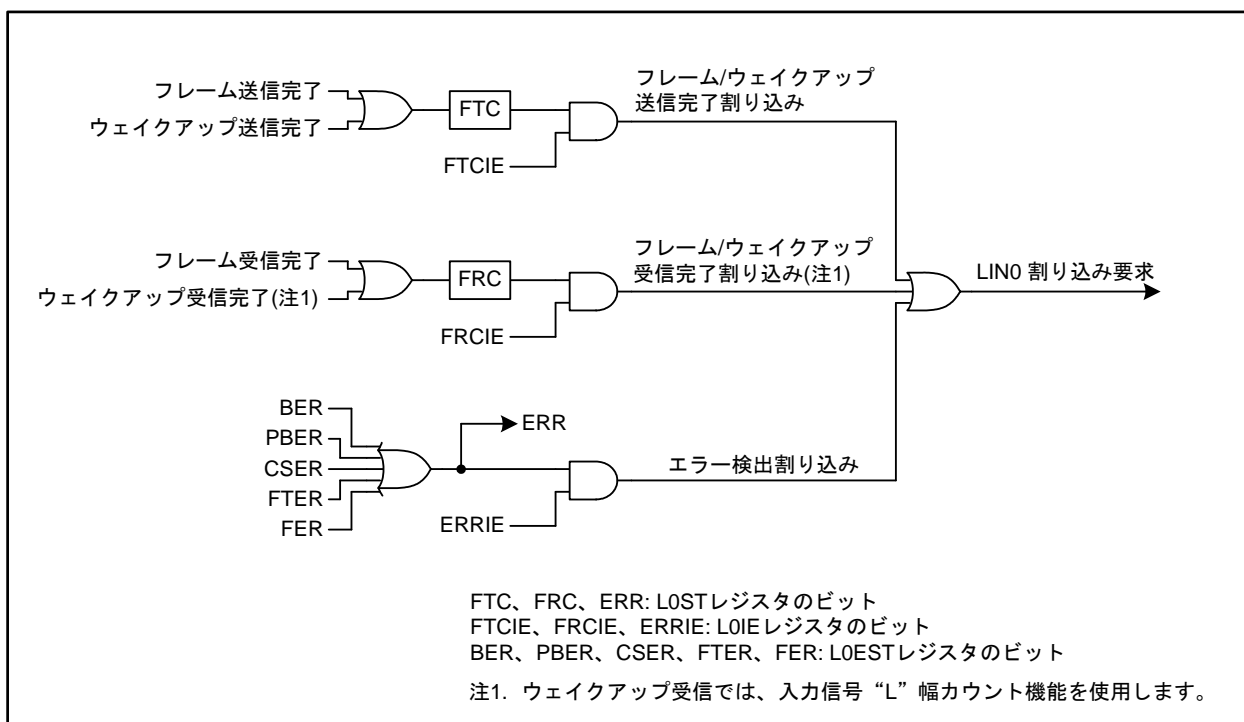 フレーム送信完了
ウェイクアップ送信完了
FTC
FTCIE
フレーム/ウェイクアップ
送信完了割り込み
フレーム受信完了
ウェイクアップ受信完了(注1)
FRC
FRCIE
フレーム/ウェイクアップ
受信完了割り込み(注1)
LIN0 割り込み要求
BER
PBER
CSER
FTER
FER
ERR
ERRIE
エラー検出割り込み
FTC、FRC、ERR: L0STレジスタのビット
FTCIE、FRCIE、ERRIE: L0IEレジスタのビット
BER、PBER、CSER、FTER、FER: L0ESTレジスタのビット
注1. ウェイクアップ受信では、入力信号“L”幅カウント機能を使用します。